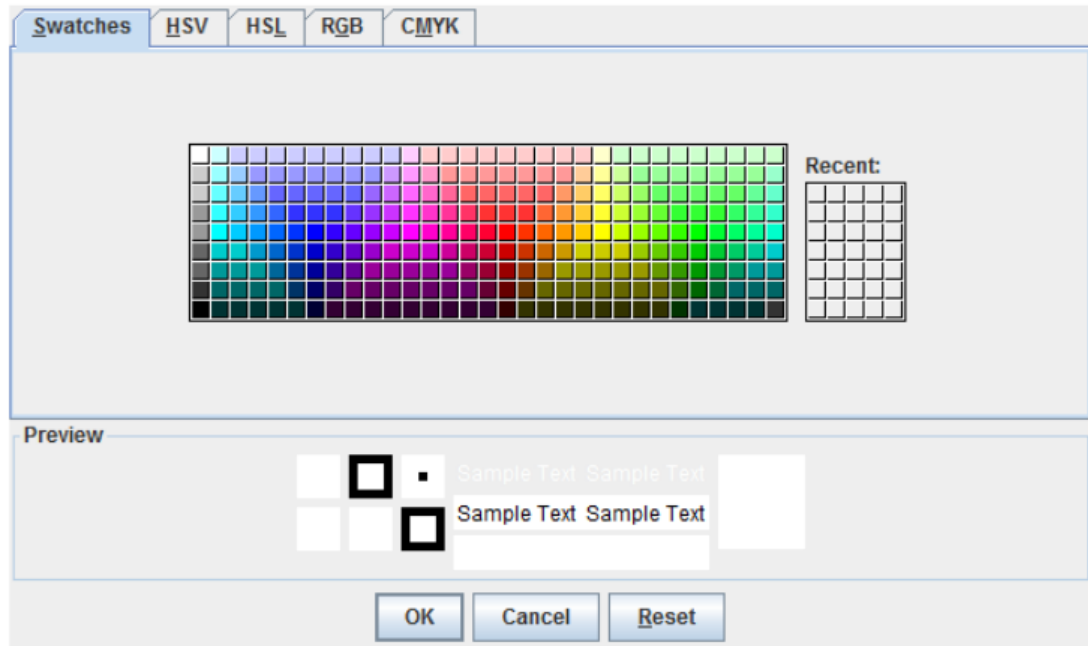 Swatches HSV HSL RGB CMYK
Recent:
Preview
Sample Text Sample Text
Sample Text Sample Text
OK Cancel Reset